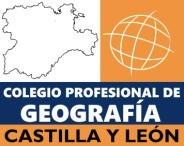 COLEGIO PROFESIONAL DE
GEOGRAFÍA
CASTILLA Y LEÓN